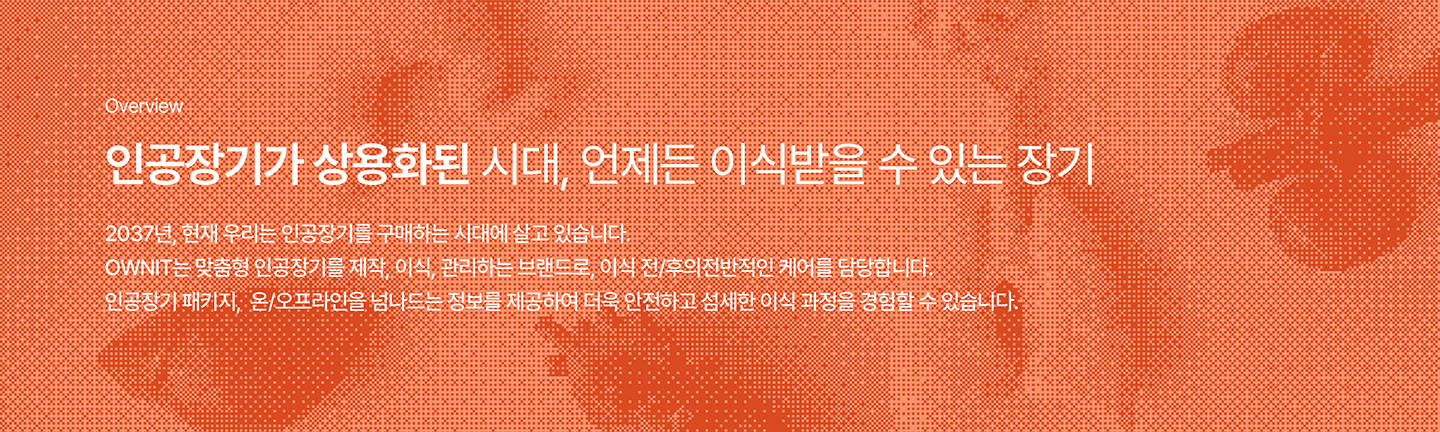 Overview
인공장기가 상용화된 시대, 언제든 이식받을 수 있는 장기
2037년, 현재 우리는 인공장기를 구매하는 시대에 살고 있습니다.
OWNIT는 맞춤형 인공장기를 제작, 이식, 관리하는 브랜드로, 이식 전/후의전반적인 케어를 담당합니다.
인공장기 패키지, 온/오프라인을 넘나드는 정보를 제공하여 더욱 안전하고 섬세한 이식 과정을 경험할 수 있습니다.